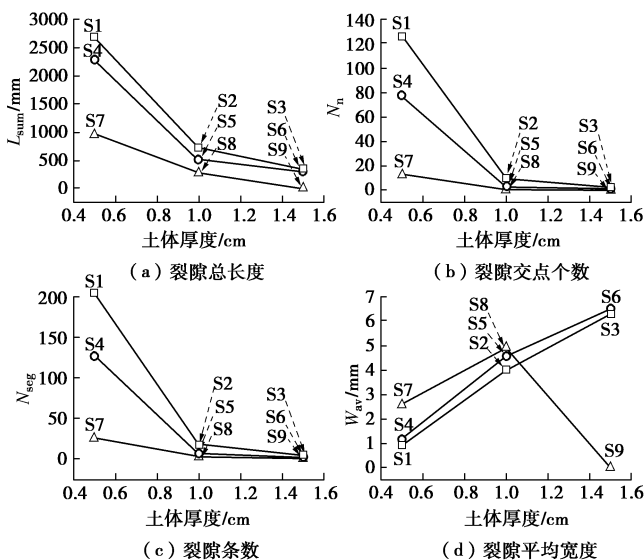 3000
2500
2000
1500
1000
500
0
L_sum/mm
S1
S4
S7
S2
S5
S8
S3
S6
S9
0.4 0.6 0.8 1.0 1.2 1.4 1.6
土体厚度/cm
(a) 裂隙总长度
140
120
100
80
60
40
20
0
N_n
S1
S4
S7
S2
S5
S8
S3
S6
S9
0.4 0.6 0.8 1.0 1.2 1.4 1.6
土体厚度/cm
(b) 裂隙交点个数
200
150
100
50
0
N_seg
S1
S4
S7
S2
S5
S8
S3
S6
S9
0.4 0.6 0.8 1.0 1.2 1.4 1.6
土体厚度/cm
(c) 裂隙条数
7
6
5
4
3
2
1
0
W_av/mm
S7
S4
S1
S8
S5
S2
S6
S3
S9
0.4 0.6 0.8 1.0 1.2 1.4 1.6
土体厚度/cm
(d) 裂隙平均宽度